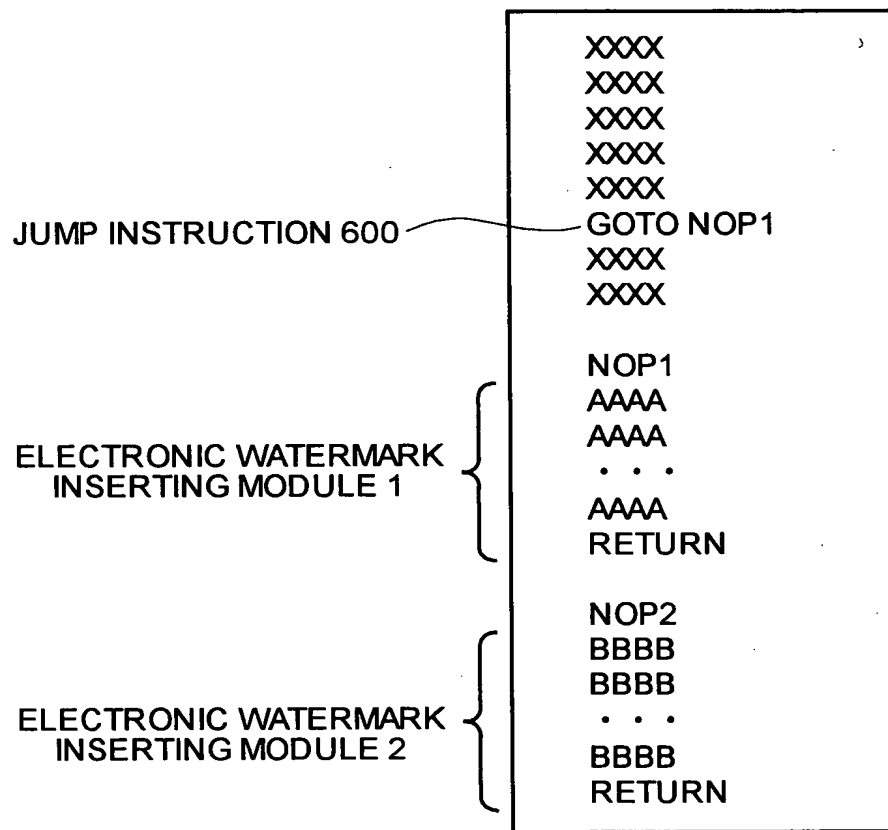 XXXX
XXXX
XXXX
XXXX
XXXX
JUMP INSTRUCTION 600 GOTO NOP1
XXXX
XXXX
NOP1
AAAA
AAAA
ELECTRONIC WATERMARK
INSERTING MODULE 1
. . .
AAAA
RETURN
NOP2
BBBB
BBBB
ELECTRONIC WATERMARK
INSERTING MODULE 2
. . .
BBBB
RETURN